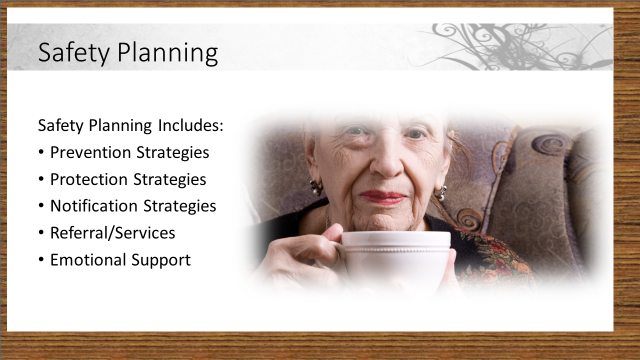 Safety Planning
Safety Planning Includes:
• Prevention Strategies
• Protection Strategies
• Notification Strategies
• Referral/Services
• Emotional Support